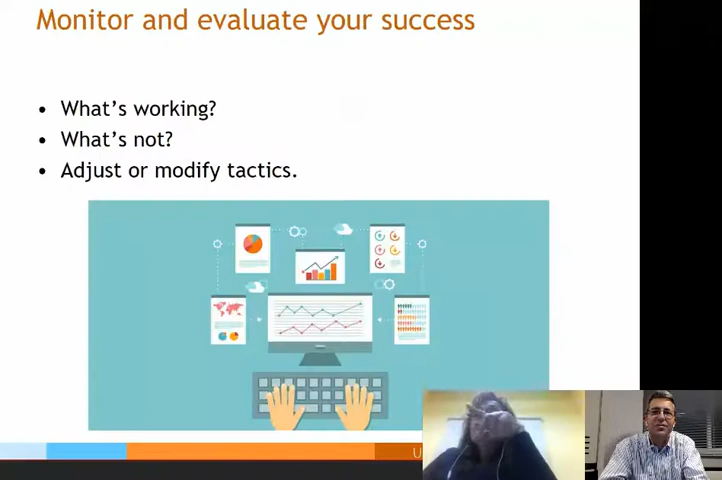 Monitor and evaluate your success
• What's working?
• What's not?
• Adjust or modify tactics.